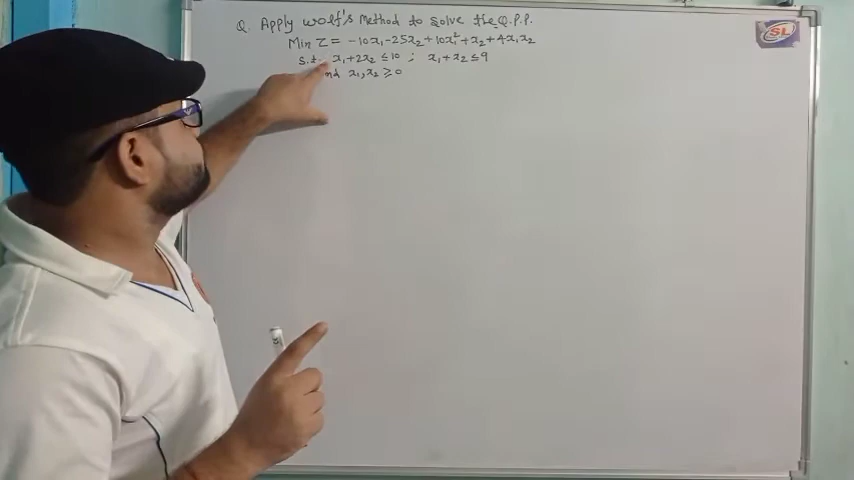 Q. Apply wolf's Method to solve the Q.P.P.
Min Z = -10x₁-25x₂+10x₁²+x₂+4x₁x₂
s.t. x₁+2x₂ ≤10 ; x₁+x₂≤9
nd x₁,x₂ ≥0
SL